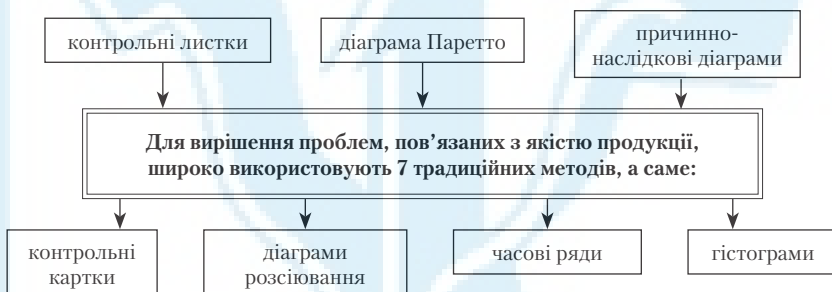 контрольні листки
діаграма Паретто
причинно-
наслідкові діаграми
Для вирішення проблем, пов’язаних з якістю продукції,
широко використовують 7 традиційних методів, а саме:
контрольні
картки
діаграми
розсіювання
часові ряди
гістограми